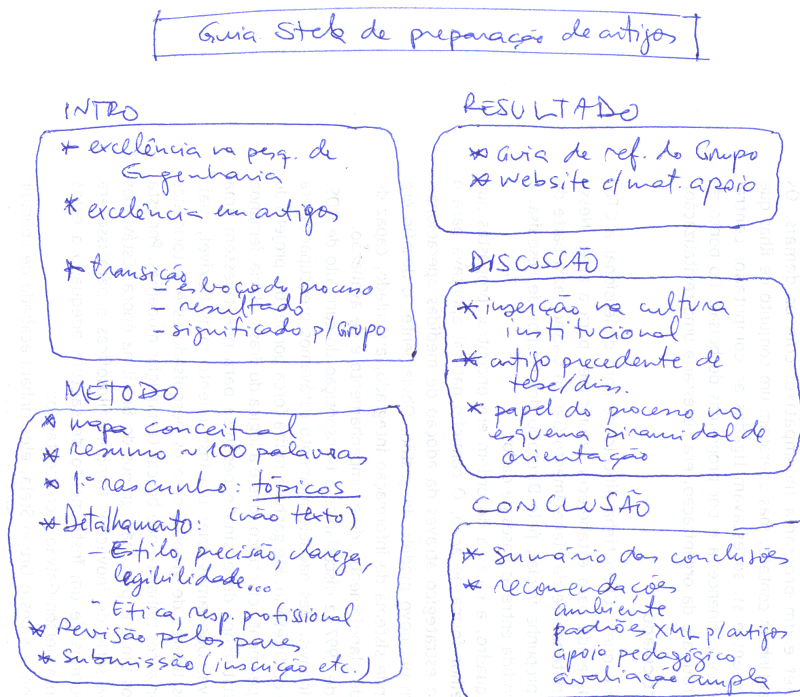 Guia Stela de preparação de artigos
INTRO
* excelência na pesq. de
Engenharia
* excelência em artigos
* transição
- esboço do processo
- resultado
- significado p/ Grupo
MÉTODO
* mapa conceitual
* resumo ~ 100 palavras
* 1º rascunho: tópicos
(não texto)
* Detalhamento:
- Estilo, precisão, clareza,
legibilidade...
- Ética, resp. profissional
* Revisão pelos pares
* Submissão (inscrição etc.)
RESULTADO
* Guia de ref. do Grupo
* website c/ mat. apoio
DISCUSSÃO
* inserção na cultura
institucional
* artigo precedente de
tese/diss.
* papel do processo no
esquema piramidal de
orientação
CONCLUSÃO
* Sumário das conclusões
* recomendações
ambiente
padrões XML p/ artigos
apoio pedagógico
avaliação ampla